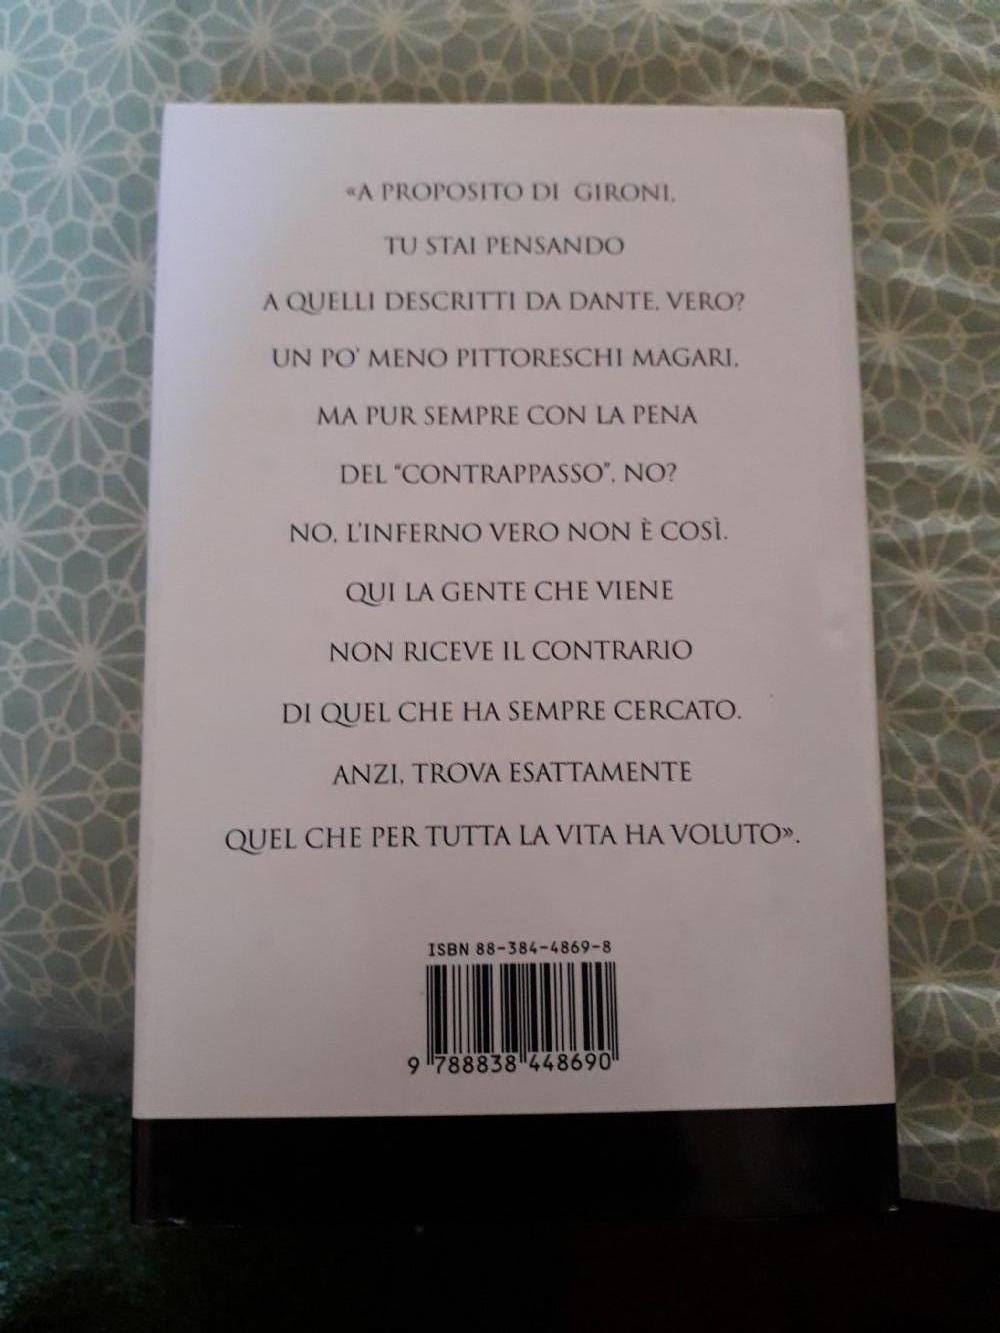 «A PROPOSITO DI GIRONI,
TU STAI PENSANDO
A QUELLI DESCRITTI DA DANTE, VERO?
UN PO' MENO PITTORESCHI MAGARI,
MA PUR SEMPRE CON LA PENA
DEL “CONTRAPPASSO”, NO?
NO, L'INFERNO VERO NON È COSÌ.
QUI LA GENTE CHE VIENE
NON RICEVE IL CONTRARIO
DI QUEL CHE HA SEMPRE CERCATO.
ANZI, TROVA ESATTAMENTE
QUEL CHE PER TUTTA LA VITA HA VOLUTO».
ISBN 88-384-4869-8
9 788838 448690